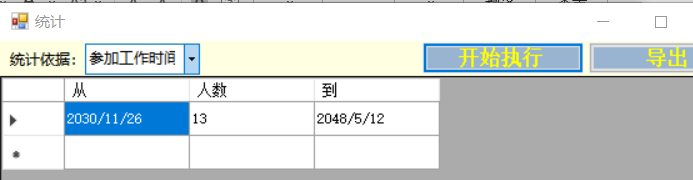 统计
统计依据: 参加工作时间 开始执行 导出
从 人数 到
2030/11/26 13 2048/5/12